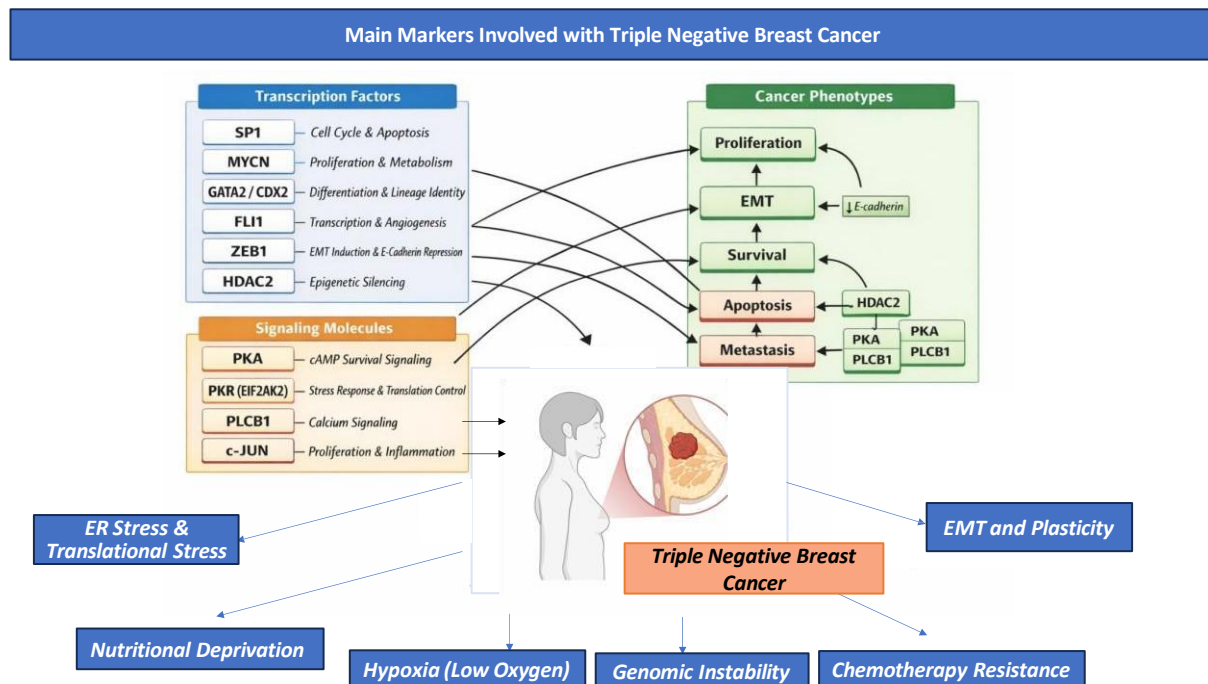 Main Markers Involved with Triple Negative Breast Cancer
Transcription Factors
SP1
Cell Cycle & Apoptosis
MYCN
Proliferation & Metabolism
GATA2 / CDX2
Differentiation & Lineage Identity
FLI1
Transcription & Angiogenesis
ZEB1
EMT Induction & E-Cadherin Repression
HDAC2
Epigenetic Silencing
Signaling Molecules
PKA
cAMP Survival Signaling
PKR (EIF2AK2)
Stress Response & Translation Control
PLCB1
Calcium Signaling
c-JUN
Proliferation & Inflammation
Cancer Phenotypes
Proliferation
EMT
↓ E-cadherin
Survival
Apoptosis
HDAC2
Metastasis
PKA
PLCB1
PKA
PLCB1
ER Stress &
Translational Stress
EMT and Plasticity
Triple Negative Breast
Cancer
Nutritional Deprivation
Hypoxia (Low Oxygen)
Genomic Instability
Chemotherapy Resistance